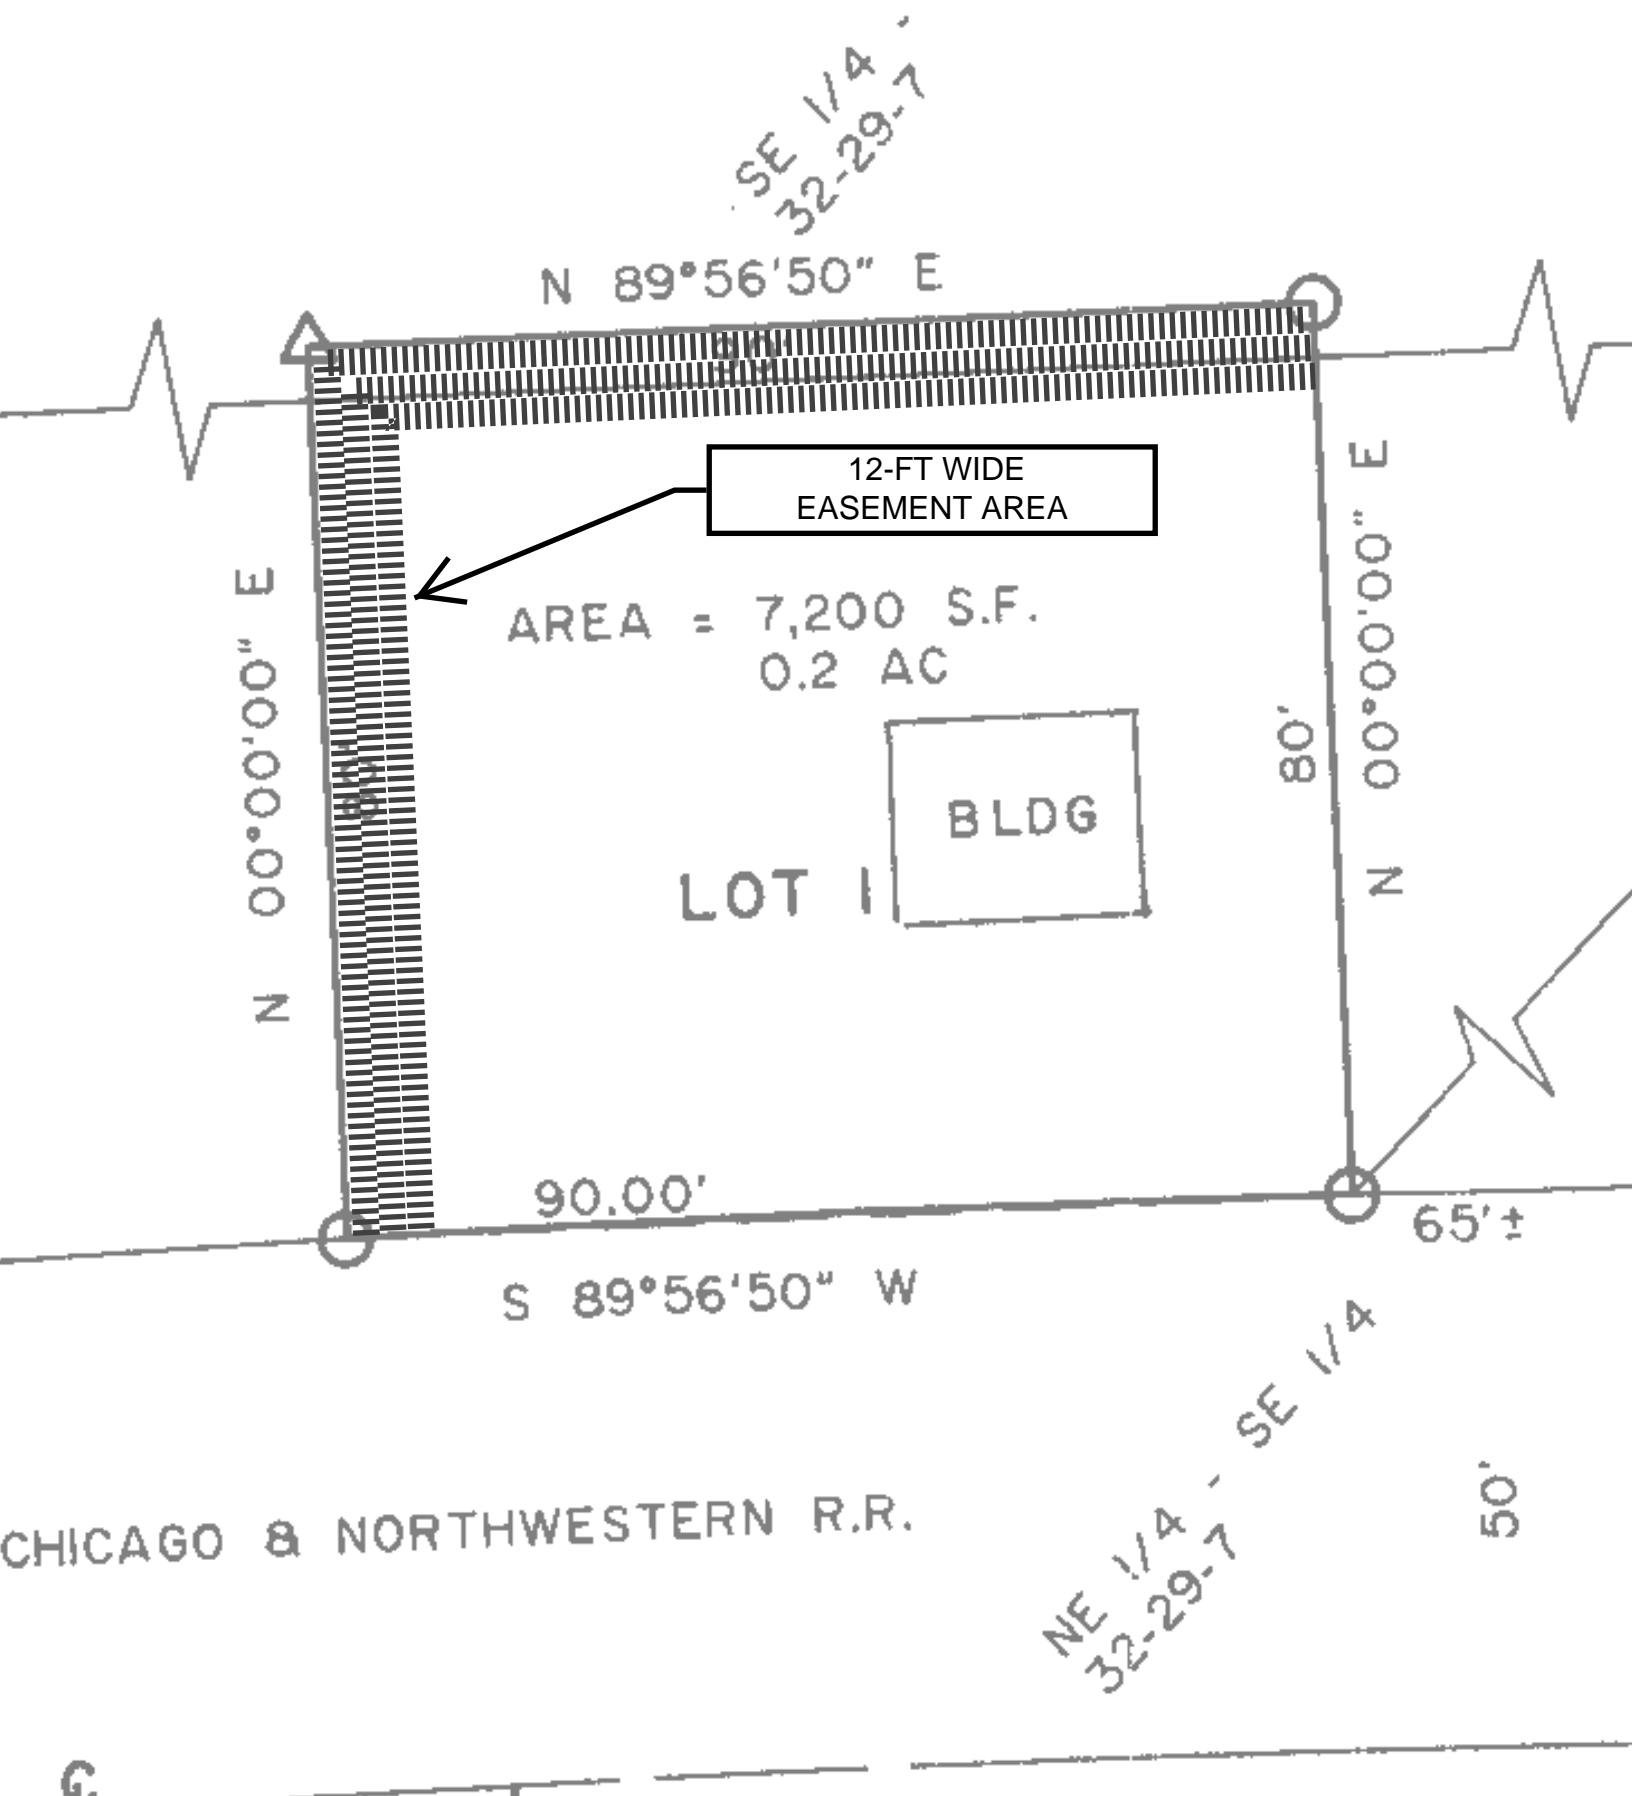 SE 1/4 -
32-29-7
N 89°56'50" E
90'
12-FT WIDE
EASEMENT AREA
N 00°00'00" E
80'
AREA = 7,200 S.F.
0.2 AC
BLDG
LOT 1
80'
N 00°00'00" E
90.00'
65'±
S 89°56'50" W
CHICAGO & NORTHWESTERN R.R.
NE 1/4 - SE 1/4
32-29-7
50'